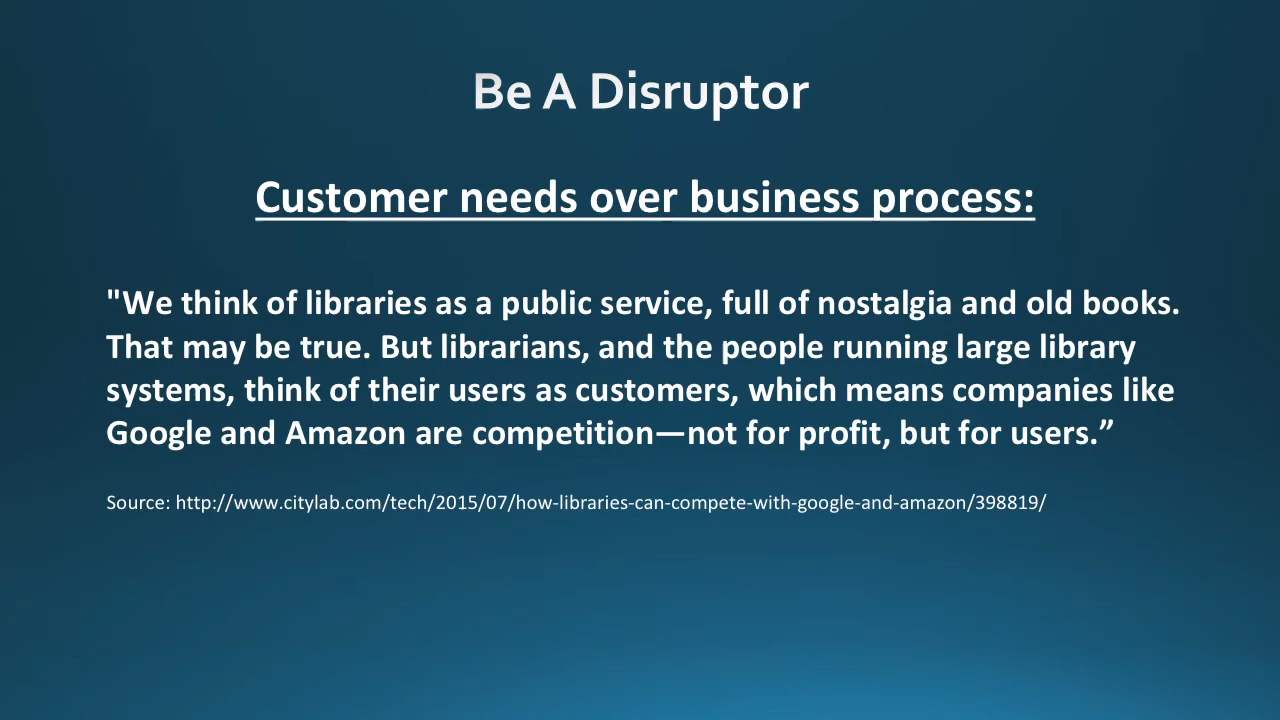 Be A Disruptor
Customer needs over business process:
"We think of libraries as a public service, full of nostalgia and old books.
That may be true. But librarians, and the people running large library
systems, think of their users as customers, which means companies like
Google and Amazon are competition—not for profit, but for users.”
Source: http://www.citylab.com/tech/2015/07/how-libraries-can-compete-with-google-and-amazon/398819/